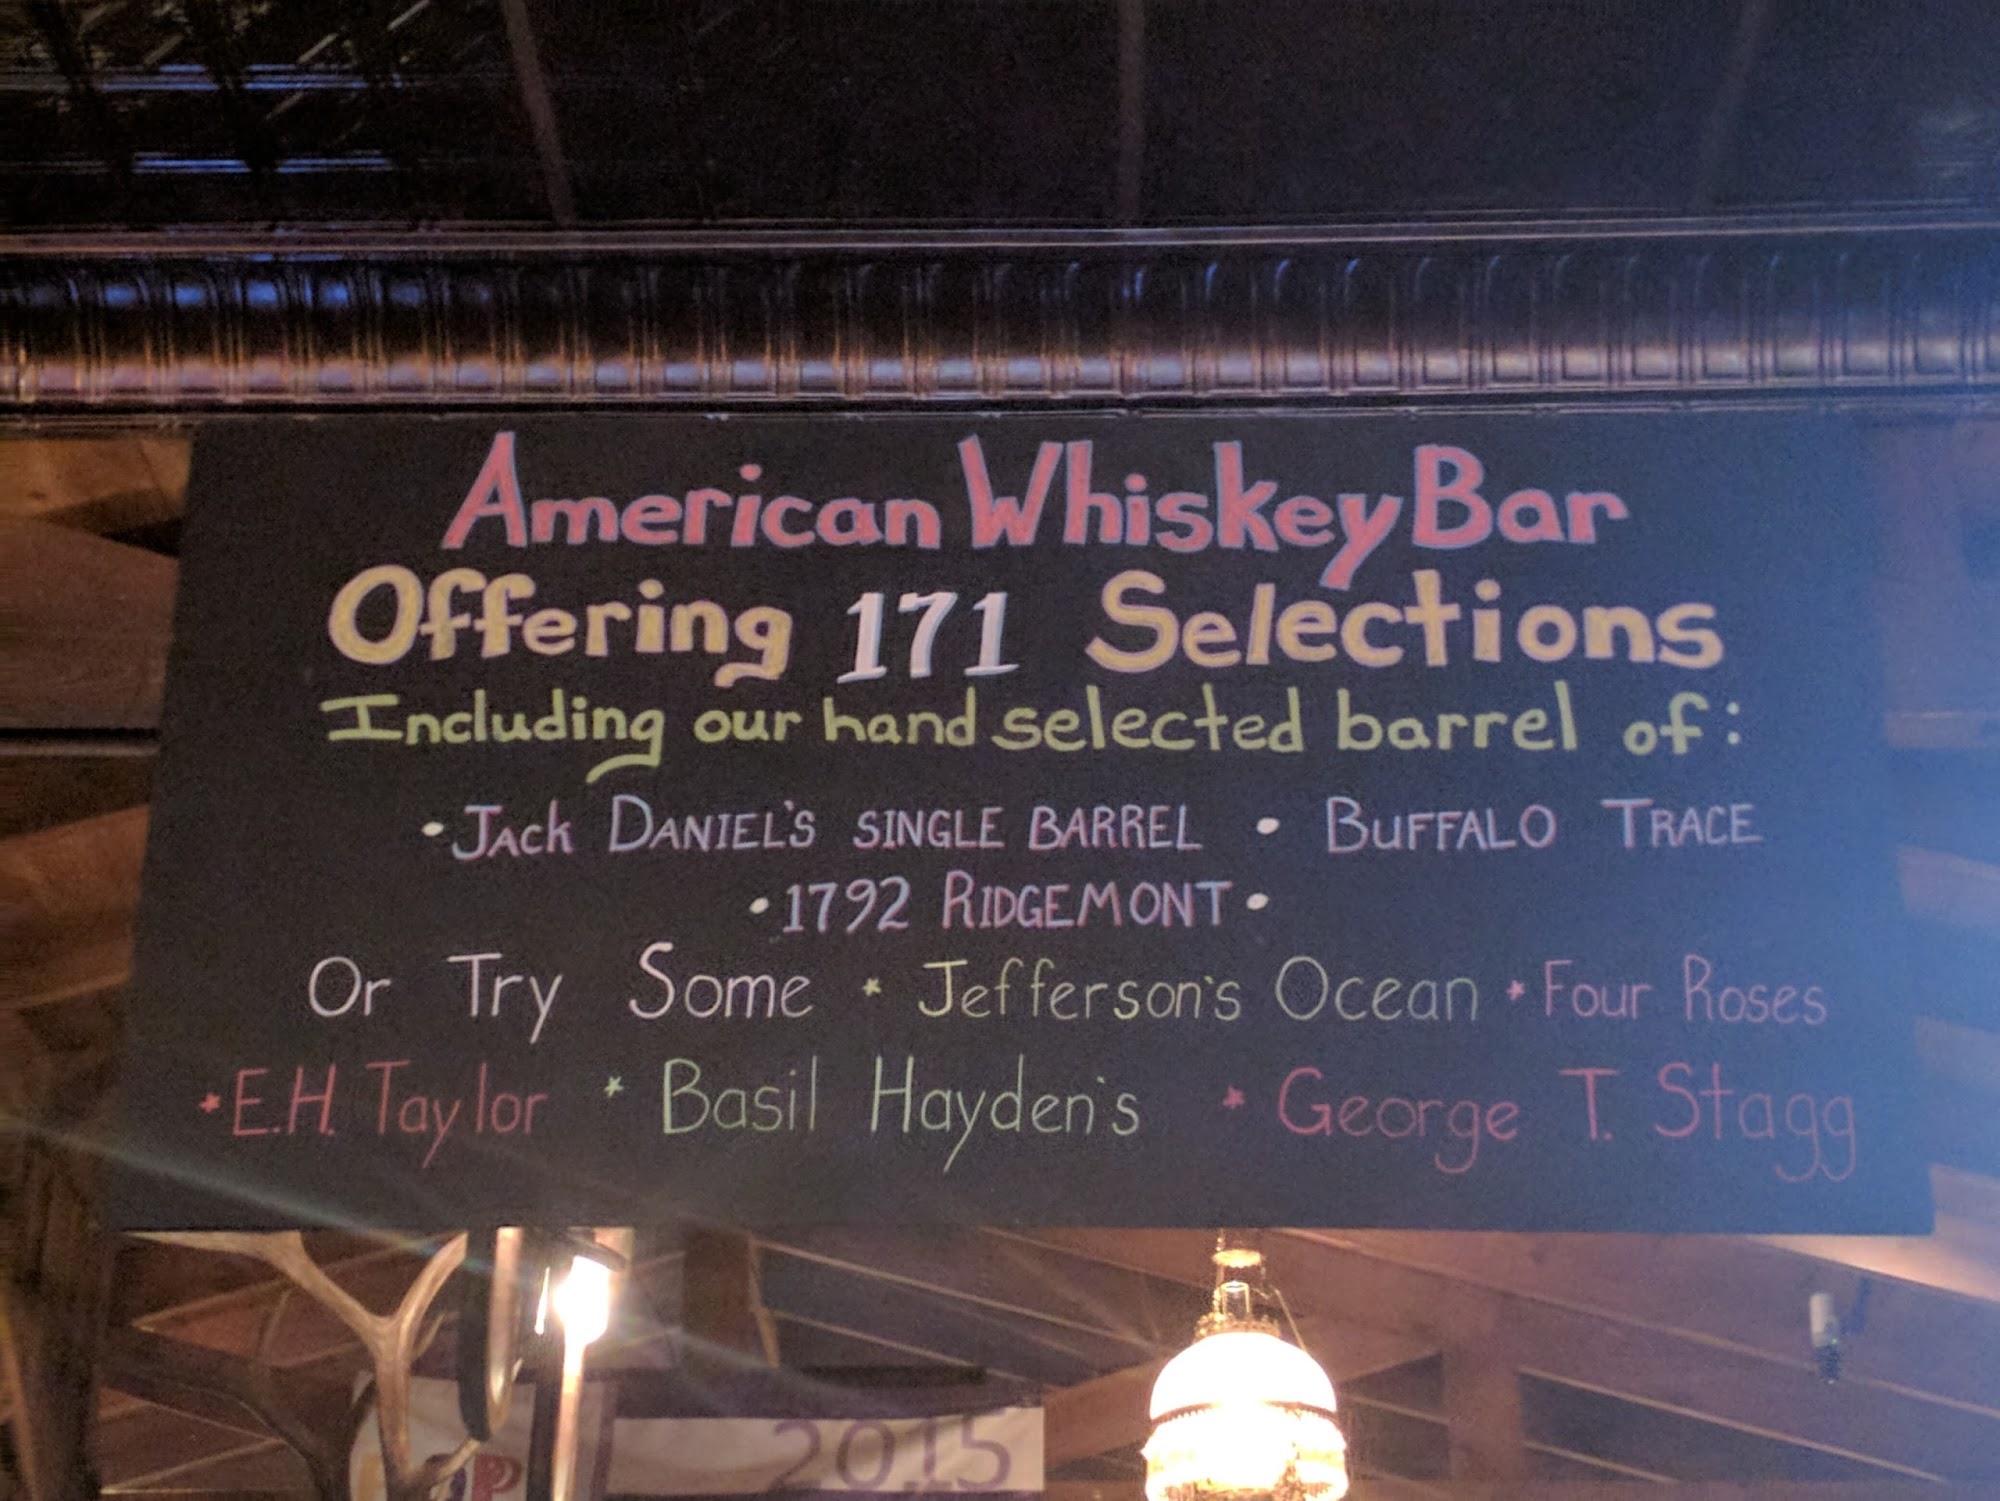 American Whiskey Bar
Offering 171 Selections
Including our hand selected barrel of:
• Jack Daniel's single barrel • Buffalo Trace
• 1792 Ridgemont •
Or Try Some * Jefferson's Ocean * Four Roses
* E.H. Taylor * Basil Hayden's * George T. Stagg
2015